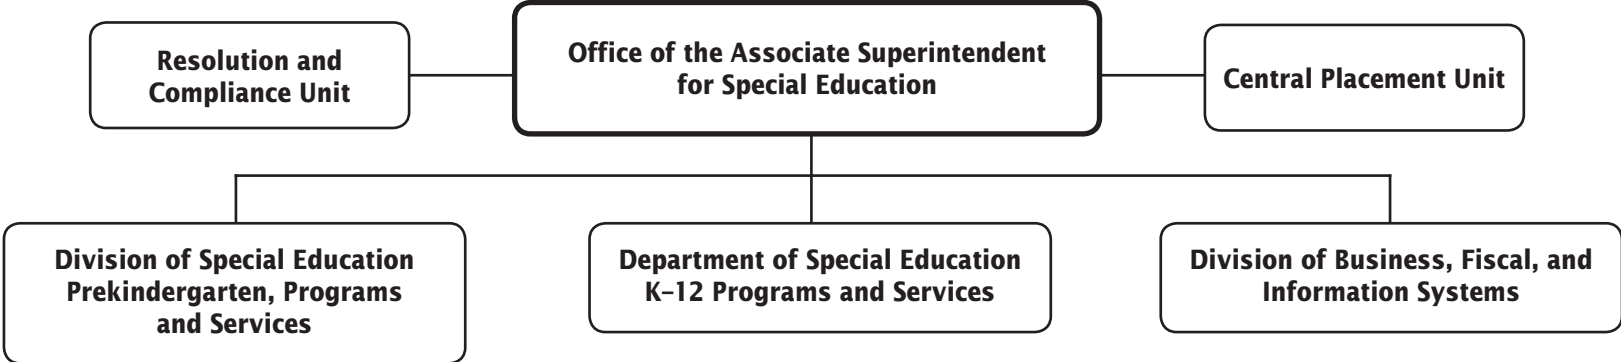 Resolution and
Compliance Unit
Office of the Associate Superintendent
for Special Education
Central Placement Unit
Division of Special Education
Prekindergarten, Programs
and Services
Department of Special Education
K–12 Programs and Services
Division of Business, Fiscal, and
Information Systems